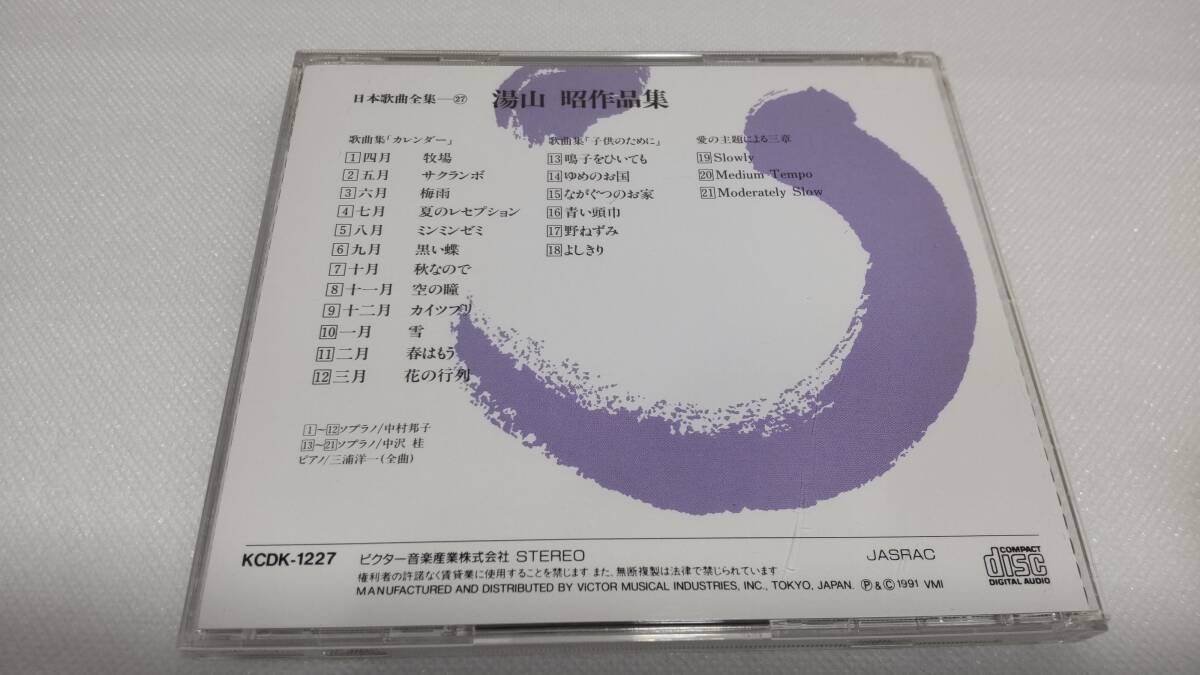 日本歌曲全集—㉗ 湯山 昭作品集
歌曲集「カレンダー」
1 四月 牧場
2 五月 サクランボ
3 六月 梅雨
4 七月 夏のレセプション
5 八月 ミンミンゼミ
6 九月 黒い蝶
7 十月 秋なので
8 十一月 空の瞳
9 十二月 カイツブリ
10 一月 雪
11 二月 春はもう
12 三月 花の行列
歌曲集「子供のために」
13 鳴子をひいても
14 ゆめのお国
15 ながぐつのお家
16 青い頭巾
17 野ねずみ
18 よしきり
愛の主題による三章
19 Slowly
20 Medium Tempo
21 Moderately Slow
1〜12ソプラノ/中村邦子
13〜21ソプラノ/中沢 桂
ピアノ/三浦洋一(全曲)
KCDK-1227 ビクター音楽産業株式会社 STEREO JASRAC
権利者の許諾なく賃貸業に使用することを禁じます また、無断複製は法律で禁じられています
MANUFACTURED AND DISTRIBUTED BY VICTOR MUSICAL INDUSTRIES, INC., TOKYO, JAPAN. Ⓟ&©1991 VMI
COMPACT
disc
DIGITAL AUDIO